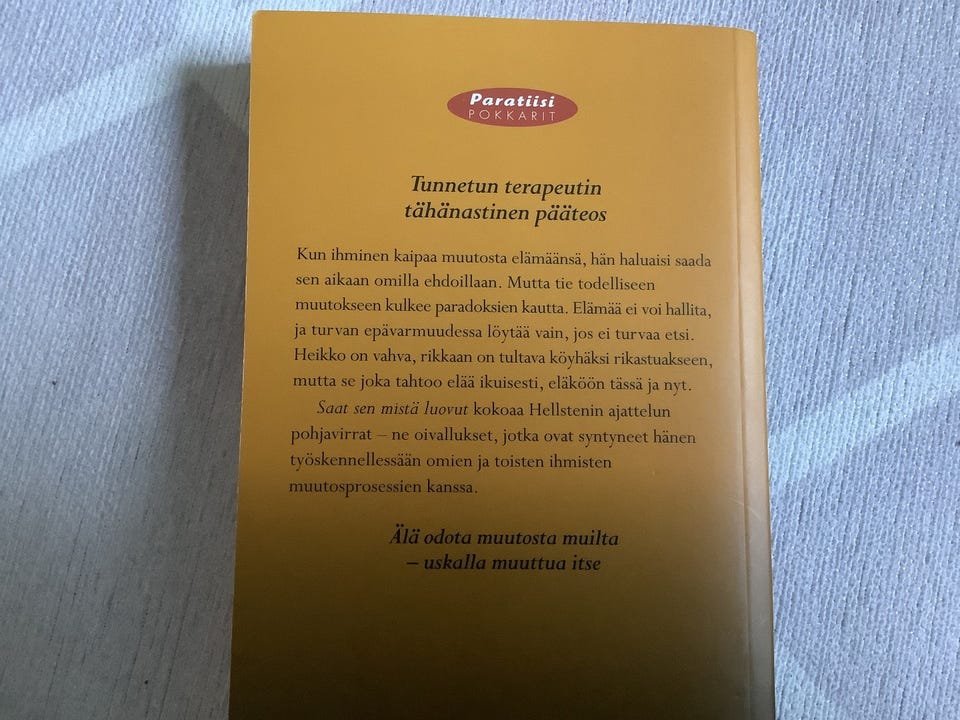 Paratiisi
POKKARIT
Tunnetun terapeutin
tähänastinen pääteos
Kun ihminen kaipaa muutosta elämäänsä, hän haluaisi saada
sen aikaan omilla ehdoillaan. Mutta tie todelliseen
muutokseen kulkee paradoksien kautta. Elämää ei voi hallita,
ja turvan epävarmuudessa löytää vain, jos ei turvaa etsi.
Heikko on vahva, rikkaan on tultava köyhäksi rikastuakseen,
mutta se joka tahtoo elää ikuisesti, eläköön tässä ja nyt.
Saat sen mistä luovut kokoaa Hellstenin ajattelun
pohjavirrat – ne oivallukset, jotka ovat syntyneet hänen
työskennellessään omien ja toisten ihmisten
muutosprosessien kanssa.
Älä odota muutosta muilta
– uskalla muuttua itse